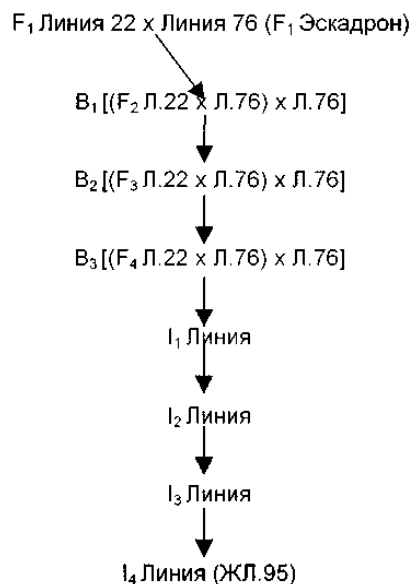 F₁ Линия 22 x Линия 76 (F₁ Эскадрон)
B₁ [(F₂ Л.22 x Л.76) x Л.76]
B₂ [(F₃ Л.22 x Л.76) x Л.76]
B₃ [(F₄ Л.22 x Л.76) x Л.76]
I₁ Линия
I₂ Линия
I₃ Линия
I₄ Линия (ЖЛ.95)